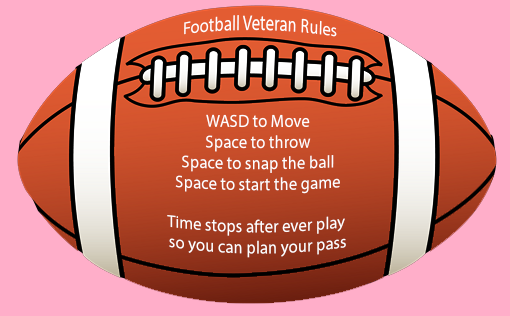 Football Veteran Rules
WASD to Move
Space to throw
Space to snap the ball
Space to start the game
Time stops after ever play
so you can plan your pass